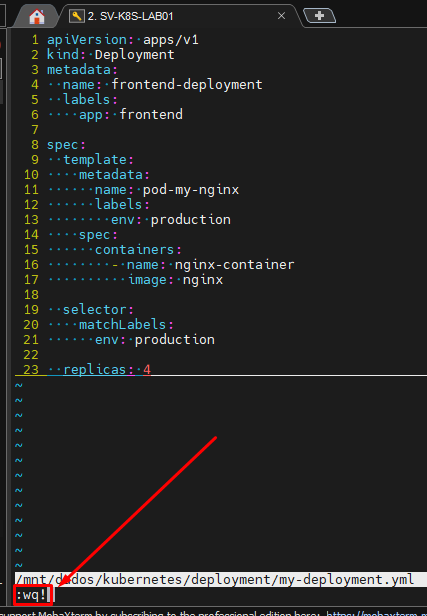 2. SV-K8S-LAB01
1 apiVersion: apps/v1
2 kind: Deployment
3 metadata:
4   name: frontend-deployment
5   labels:
6     app: frontend
7
8 spec:
9   template:
10     metadata:
11       name: pod-my-nginx
12       labels:
13         env: production
14     spec:
15       containers:
16         - name: nginx-container
17           image: nginx
18
19   selector:
20     matchLabels:
21       env: production
22
23   replicas: 4
~
~
~
~
~
~
~
~
~
~
~
~
~
/mnt/dados/kubernetes/deployment/my-deployment.yml
:wq!
support MobaXterm by subscribing to the professional edition here: